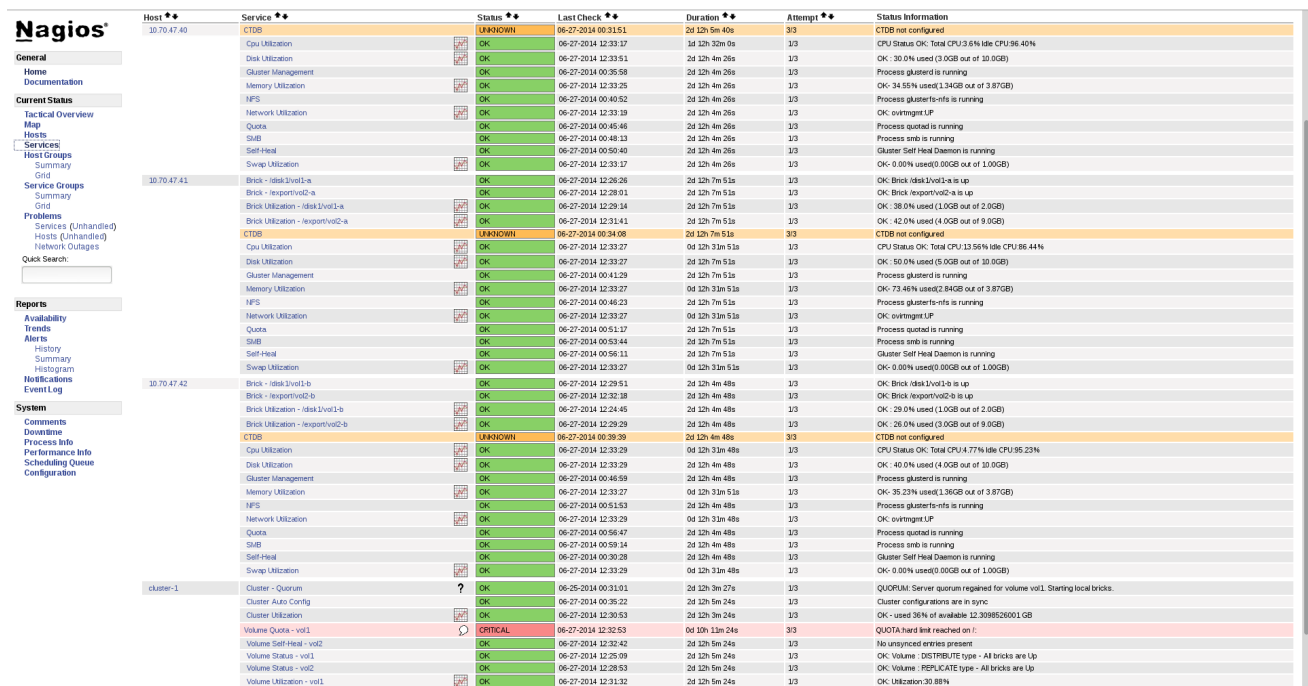 Nagios®
General
Home
Documentation
Current Status
Tactical Overview
Map
Hosts
Services
Host Groups
Summary
Grid
Service Groups
Summary
Grid
Problems
Services (Unhandled)
Hosts (Unhandled)
Network Outages
Quick Search:
Reports
Availability
Trends
Alerts
History
Summary
Histogram
Notifications
Event Log
System
Comments
Downtime
Process Info
Performance Info
Scheduling Queue
Configuration
Host Service Status Last Check Duration Attempt Status Information
10.70.47.40 CTDB UNKNOWN 06-27-2014 00:31:51 2d 12h 5m 40s 3/3 CTDB not configured
Cpu Utilization OK 06-27-2014 12:33:17 1d 12h 32m 0s 1/3 CPU Status OK: Total CPU:3.6% Idle CPU:96.40%
Disk Utilization OK 06-27-2014 12:33:51 2d 12h 4m 26s 1/3 OK : 30.0% used (3.0GB out of 10.0GB)
Gluster Management OK 06-27-2014 00:35:58 2d 12h 4m 26s 1/3 Process glusterd is running
Memory Utilization OK 06-27-2014 12:33:25 2d 12h 4m 26s 1/3 OK- 34.55% used(1.34GB out of 3.87GB)
NFS OK 06-27-2014 00:40:52 2d 12h 4m 26s 1/3 Process glusterfs-nfs is running
Network Utilization OK 06-27-2014 12:33:19 2d 12h 4m 26s 1/3 OK: ovirtmgmt:UP
Quota OK 06-27-2014 00:45:46 2d 12h 4m 26s 1/3 Process quotad is running
SMB OK 06-27-2014 00:48:13 2d 12h 4m 26s 1/3 Process smb is running
Self-Heal OK 06-27-2014 00:50:40 2d 12h 4m 26s 1/3 Gluster Self Heal Daemon is running
Swap Utilization OK 06-27-2014 12:33:17 2d 12h 4m 26s 1/3 OK- 0.00% used(0.00GB out of 1.00GB)
10.70.47.41 Brick - /disk1/vol1-a OK 06-27-2014 12:26:26 2d 12h 7m 51s 1/3 OK: Brick /disk1/vol1-a is up
Brick - /export/vol2-a OK 06-27-2014 12:28:01 2d 12h 7m 51s 1/3 OK: Brick /export/vol2-a is up
Brick Utilization - /disk1/vol1-a OK 06-27-2014 12:29:14 2d 12h 7m 51s 1/3 OK : 38.0% used (1.0GB out of 2.0GB)
Brick Utilization - /export/vol2-a OK 06-27-2014 12:31:41 2d 12h 7m 51s 1/3 OK : 42.0% used (4.0GB out of 9.0GB)
CTDB UNKNOWN 06-27-2014 00:34:08 2d 12h 7m 51s 3/3 CTDB not configured
Cpu Utilization OK 06-27-2014 12:33:27 0d 12h 31m 51s 1/3 CPU Status OK: Total CPU:13.56% Idle CPU:86.44%
Disk Utilization OK 06-27-2014 12:33:27 2d 12h 7m 51s 1/3 OK : 50.0% used (5.0GB out of 10.0GB)
Gluster Management OK 06-27-2014 00:41:29 2d 12h 7m 51s 1/3 Process glusterd is running
Memory Utilization OK 06-27-2014 12:33:27 0d 12h 31m 51s 1/3 OK- 73.46% used(2.84GB out of 3.87GB)
NFS OK 06-27-2014 00:46:23 2d 12h 7m 51s 1/3 Process glusterfs-nfs is running
Network Utilization OK 06-27-2014 12:33:27 0d 12h 31m 51s 1/3 OK: ovirtmgmt:UP
Quota OK 06-27-2014 00:51:17 2d 12h 7m 51s 1/3 Process quotad is running
SMB OK 06-27-2014 00:53:44 2d 12h 7m 51s 1/3 Process smb is running
Self-Heal OK 06-27-2014 00:56:11 2d 12h 7m 51s 1/3 Gluster Self Heal Daemon is running
Swap Utilization OK 06-27-2014 12:33:27 0d 12h 31m 51s 1/3 OK- 0.00% used(0.00GB out of 1.00GB)
10.70.47.42 Brick - /disk1/vol1-b OK 06-27-2014 12:29:51 2d 12h 4m 48s 1/3 OK: Brick /disk1/vol1-b is up
Brick - /export/vol2-b OK 06-27-2014 12:32:18 2d 12h 4m 48s 1/3 OK: Brick /export/vol2-b is up
Brick Utilization - /disk1/vol1-b OK 06-27-2014 12:24:45 2d 12h 4m 48s 1/3 OK : 29.0% used (1.0GB out of 2.0GB)
Brick Utilization - /export/vol2-b OK 06-27-2014 12:29:29 2d 12h 4m 48s 1/3 OK : 26.0% used (3.0GB out of 9.0GB)
CTDB UNKNOWN 06-27-2014 00:39:39 2d 12h 4m 48s 3/3 CTDB not configured
Cpu Utilization OK 06-27-2014 12:33:29 0d 12h 31m 48s 1/3 CPU Status OK: Total CPU:4.77% Idle CPU:95.23%
Disk Utilization OK 06-27-2014 12:33:29 2d 12h 4m 48s 1/3 OK : 40.0% used (4.0GB out of 10.0GB)
Gluster Management OK 06-27-2014 00:46:59 2d 12h 4m 48s 1/3 Process glusterd is running
Memory Utilization OK 06-27-2014 12:33:27 0d 12h 31m 51s 1/3 OK- 35.23% used(1.36GB out of 3.87GB)
NFS OK 06-27-2014 00:51:53 2d 12h 4m 48s 1/3 Process glusterfs-nfs is running
Network Utilization OK 06-27-2014 12:33:29 0d 12h 31m 48s 1/3 OK: ovirtmgmt:UP
Quota OK 06-27-2014 00:56:47 2d 12h 4m 48s 1/3 Process quotad is running
SMB OK 06-27-2014 00:59:14 2d 12h 4m 48s 1/3 Process smb is running
Self-Heal OK 06-27-2014 00:30:28 2d 12h 4m 48s 1/3 Gluster Self Heal Daemon is running
Swap Utilization OK 06-27-2014 12:33:29 0d 12h 31m 48s 1/3 OK- 0.00% used(0.00GB out of 1.00GB)
cluster-1 Cluster - Quorum ? OK 06-25-2014 00:31:01 2d 12h 3m 27s 1/3 QUORUM: Server quorum regained for volume vol1. Starting local bricks.
Cluster Auto Config OK 06-27-2014 00:35:22 2d 12h 5m 24s 1/3 Cluster configurations are in sync
Cluster Utilization OK 06-27-2014 12:30:53 2d 12h 3m 24s 1/3 OK - used 36% of available 12.3098526001 GB
Volume Quota - vol1 CRITICAL 06-27-2014 12:32:53 0d 10h 11m 24s 3/3 QUOTA:hard limit reached on /:
Volume Self-Heal - vol2 OK 06-27-2014 12:32:42 2d 12h 5m 24s 1/3 No unsynced entries present
Volume Status - vol1 OK 06-27-2014 12:25:09 2d 12h 5m 24s 1/3 OK: Volume : DISTRIBUTE type - All bricks are Up
Volume Status - vol2 OK 06-27-2014 12:28:53 2d 12h 5m 24s 1/3 OK: Volume : REPLICATE type - All bricks are Up
Volume Utilization - vol1 OK 06-27-2014 12:31:32 2d 12h 5m 24s 1/3 OK: Utilization:30.88%